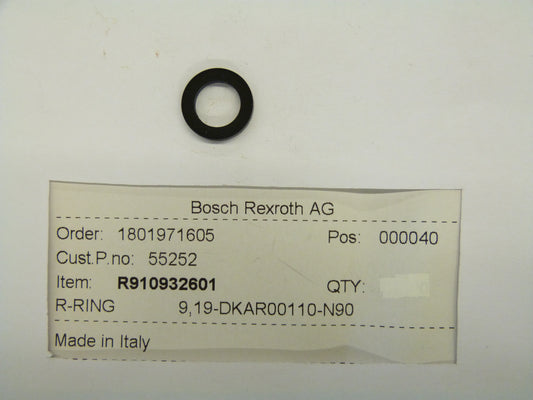 Bosch Rexroth AG
Order: 1801971605 Pos: 000040
Cust.P.no: 55252
Item: R910932601 QTY:
R-RING 9,19-DKAR00110-N90
Made in Italy